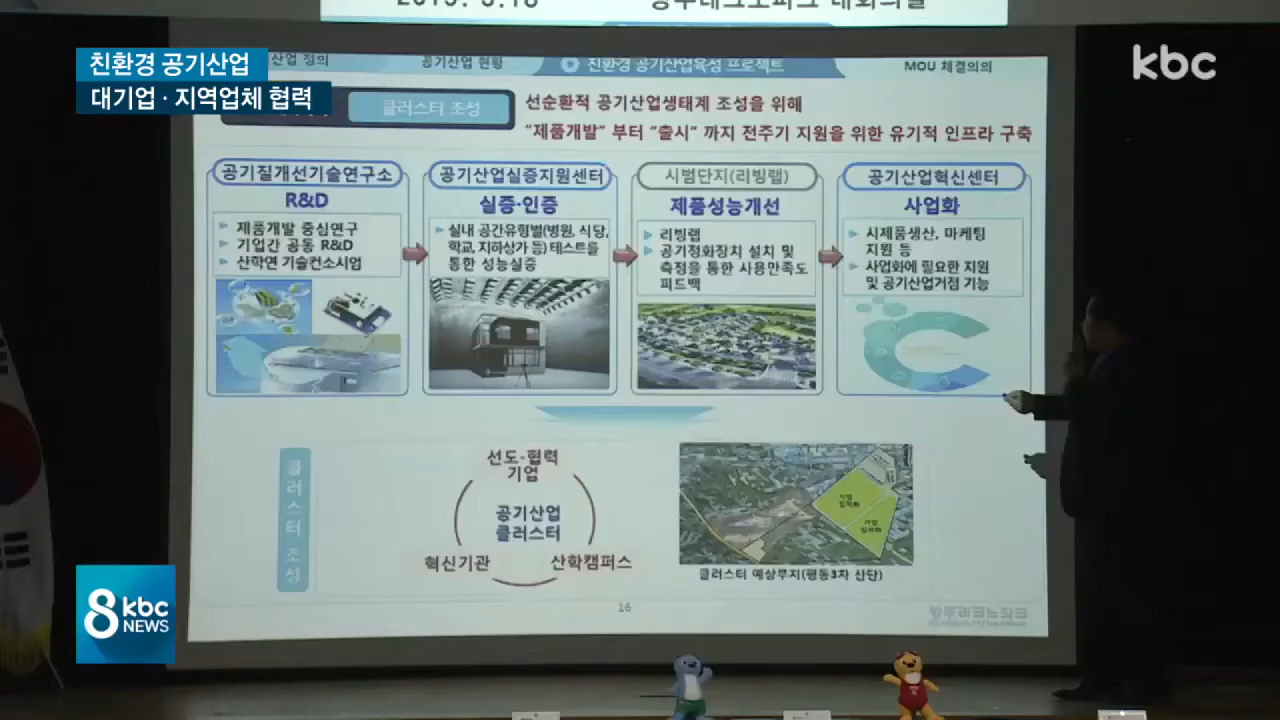 친환경 공기산업
대기업·지역업체 협력
kbc
산업 정의
공기산업 현황
친환경 공기산업육성 프로젝트
MOU 체결의의
클러스터 조성
선순환적 공기산업생태계 조성을 위해
"제품개발" 부터 "출시" 까지 전주기 지원을 위한 유기적 인프라 구축
공기질개선기술연구소
R&D
제품개발 중심연구
기업간 공동 R&D
산학연 기술컨소시엄
공기산업실증지원센터
실증·인증
실내 공간유형별(병원, 식당,
학교, 지하상가 등) 테스트를
통한 성능실증
시범단지(리빙랩)
제품성능개선
리빙랩
공기정화장치 설치 및
측정을 통한 사용만족도
피드백
공기산업혁신센터
사업화
시제품생산, 마케팅
지원 등
사업화에 필요한 지원
및 공기산업거점 기능
클러스터 조성
선도·협력
기업
공기산업
클러스터
혁신기관
산학캠퍼스
클러스터 예상부지(평동3차 산단)
16
8 kbc
NEWS